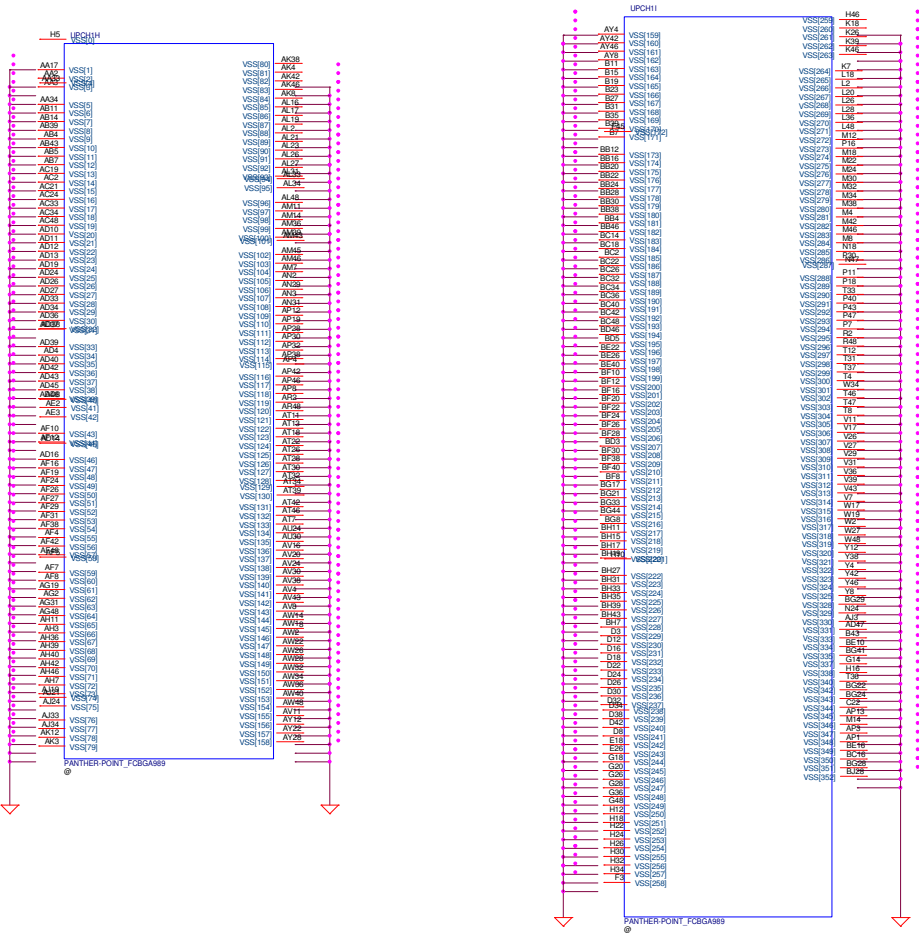 UPCH1H
H5 VSS[0]
AA17 VSS[1]
AA2 VSS[2]
AA3 VSS[3]
AA34 VSS[5]
AB11 VSS[6]
AB14 VSS[7]
AB39 VSS[8]
AB4 VSS[9]
AB43 VSS[10]
AB5 VSS[11]
AB7 VSS[12]
AC19 VSS[13]
AC2 VSS[14]
AC21 VSS[15]
AC24 VSS[16]
AC33 VSS[17]
AC34 VSS[18]
AC48 VSS[19]
AD10 VSS[20]
AD11 VSS[21]
AD12 VSS[22]
AD13 VSS[23]
AD19 VSS[24]
AD24 VSS[25]
AD26 VSS[26]
AD27 VSS[27]
AD33 VSS[28]
AD34 VSS[29]
AD36 VSS[30]
AD39 VSS[33]
AD4 VSS[34]
AD40 VSS[35]
AD42 VSS[36]
AD43 VSS[37]
AD45 VSS[38]
AE2 VSS[41]
AE3 VSS[42]
AF10 VSS[43]
AD16 VSS[46]
AF16 VSS[47]
AF19 VSS[48]
AF24 VSS[49]
AF26 VSS[50]
AF27 VSS[51]
AF29 VSS[52]
AF31 VSS[53]
AF38 VSS[54]
AF4 VSS[55]
AF42 VSS[56]
AF7 VSS[59]
AF8 VSS[60]
AG19 VSS[61]
AG2 VSS[62]
AG31 VSS[63]
AG48 VSS[64]
AH11 VSS[65]
AH3 VSS[66]
AH36 VSS[67]
AH39 VSS[68]
AH40 VSS[69]
AH42 VSS[70]
AH46 VSS[71]
AH7 VSS[72]
AJ19 VSS[73]
AJ21 VSS[74]
AJ24 VSS[75]
AJ33 VSS[76]
AJ34 VSS[77]
AK12 VSS[78]
AK3 VSS[79]
VSS[80] AK38
VSS[81] AK4
VSS[82] AK42
VSS[83] AK46
VSS[84] AK8
VSS[85] AL16
VSS[86] AL17
VSS[87] AL19
VSS[88] AL2
VSS[89] AL21
VSS[90] AL23
VSS[91] AL26
VSS[92] AL27
VSS[95] AL34
VSS[96] AL48
VSS[97] AM11
VSS[98] AM14
VSS[99] AM36
VSS[102] AM45
VSS[103] AM46
VSS[104] AM7
VSS[105] AN2
VSS[106] AN29
VSS[107] AN3
VSS[108] AN31
VSS[109] AP12
VSS[110] AP19
VSS[111] AP28
VSS[112] AP30
VSS[113] AP32
VSS[114] AP38
VSS[115] AP4
VSS[116] AP42
VSS[117] AP46
VSS[118] AP8
VSS[119] AR2
VSS[120] AR48
VSS[121] AT11
VSS[122] AT13
VSS[123] AT18
VSS[124] AT22
VSS[125] AT26
VSS[126] AT28
VSS[127] AT30
VSS[128] AT32
VSS[129] AT34
VSS[130] AT39
VSS[131] AT42
VSS[132] AT46
VSS[133] AT7
VSS[134] AU24
VSS[135] AU30
VSS[136] AV16
VSS[137] AV20
VSS[138] AV24
VSS[139] AV30
VSS[140] AV38
VSS[141] AV4
VSS[142] AV43
VSS[143] AV8
VSS[144] AW14
VSS[145] AW18
VSS[146] AW2
VSS[147] AW22
VSS[148] AW26
VSS[149] AW28
VSS[150] AW32
VSS[151] AW34
VSS[152] AW36
VSS[153] AW40
VSS[154] AW48
VSS[155] AV11
VSS[156] AY12
VSS[157] AY22
VSS[158] AY28
PANTHER-POINT_FCBGA989
@
UPCH1I
AY4 VSS[159]
AY42 VSS[160]
AY46 VSS[161]
AY8 VSS[162]
B11 VSS[163]
B15 VSS[164]
B19 VSS[165]
B23 VSS[166]
B27 VSS[167]
B31 VSS[168]
B35 VSS[169]
B39 VSS[170]
B7 VSS[171]
F45 VSS[172]
BB12 VSS[173]
BB16 VSS[174]
BB20 VSS[175]
BB22 VSS[176]
BB24 VSS[177]
BB28 VSS[178]
BB30 VSS[179]
BB38 VSS[180]
BB4 VSS[181]
BB46 VSS[182]
BC14 VSS[183]
BC18 VSS[184]
BC2 VSS[185]
BC22 VSS[186]
BC26 VSS[187]
BC32 VSS[188]
BC34 VSS[189]
BC36 VSS[190]
BC40 VSS[191]
BC42 VSS[192]
BC48 VSS[193]
BD46 VSS[194]
BD5 VSS[195]
BE22 VSS[196]
BE26 VSS[197]
BE40 VSS[198]
BF10 VSS[199]
BF12 VSS[200]
BF16 VSS[201]
BF20 VSS[202]
BF22 VSS[203]
BF24 VSS[204]
BF26 VSS[205]
BF28 VSS[206]
BD3 VSS[207]
BF30 VSS[208]
BF38 VSS[209]
BF40 VSS[210]
BF8 VSS[211]
BG17 VSS[212]
BG21 VSS[213]
BG33 VSS[214]
BG44 VSS[215]
BG8 VSS[216]
BH11 VSS[217]
BH15 VSS[218]
BH17 VSS[219]
BH27 VSS[222]
BH31 VSS[223]
BH33 VSS[224]
BH35 VSS[225]
BH39 VSS[226]
BH43 VSS[227]
BH7 VSS[228]
D3 VSS[229]
D12 VSS[230]
D16 VSS[231]
D18 VSS[232]
D22 VSS[233]
D24 VSS[234]
D26 VSS[235]
D30 VSS[236]
D32 VSS[237]
D34 VSS[238]
D38 VSS[239]
D42 VSS[240]
D8 VSS[241]
E18 VSS[242]
E26 VSS[243]
G18 VSS[244]
G20 VSS[245]
G26 VSS[246]
G28 VSS[247]
G36 VSS[248]
G48 VSS[249]
H12 VSS[250]
H18 VSS[251]
H22 VSS[252]
H24 VSS[253]
H26 VSS[254]
H30 VSS[255]
H32 VSS[256]
H34 VSS[257]
F3 VSS[258]
VSS[259] H46
VSS[260] K18
VSS[261] K26
VSS[262] K39
VSS[263] K46
VSS[264] K7
VSS[265] L18
VSS[266] L2
VSS[267] L20
VSS[268] L26
VSS[269] L28
VSS[270] L36
VSS[271] L48
VSS[272] M12
VSS[273] P16
VSS[274] M18
VSS[275] M22
VSS[276] M24
VSS[277] M30
VSS[278] M32
VSS[279] M34
VSS[280] M38
VSS[281] M4
VSS[282] M42
VSS[283] M46
VSS[284] M8
VSS[285] N18
VSS[286] P30
VSS[287] N47
VSS[288] P11
VSS[289] P18
VSS[290] T33
VSS[291] P40
VSS[292] P43
VSS[293] P47
VSS[294] P7
VSS[295] R2
VSS[296] R48
VSS[297] T12
VSS[298] T31
VSS[299] T37
VSS[300] T4
VSS[301] W34
VSS[302] T46
VSS[303] T47
VSS[304] T8
VSS[305] V11
VSS[306] V17
VSS[307] V26
VSS[308] V27
VSS[309] V29
VSS[310] V31
VSS[311] V36
VSS[312] V39
VSS[313] V43
VSS[314] V7
VSS[315] W17
VSS[316] W19
VSS[317] W2
VSS[318] W27
VSS[319] W48
VSS[320] Y12
VSS[321] Y38
VSS[322] Y4
VSS[323] Y42
VSS[324] Y46
VSS[325] Y8
VSS[328] BG29
VSS[329] N24
VSS[330] AJ3
VSS[331] AD47
VSS[333] B43
VSS[334] BE10
VSS[335] BG41
VSS[337] G14
VSS[338] H16
VSS[340] T36
VSS[342] BG22
VSS[343] BG24
VSS[344] C22
VSS[345] AP13
VSS[346] M14
VSS[347] AP3
VSS[348] AP1
VSS[349] BE16
VSS[350] BC16
VSS[351] BG28
VSS[352] BJ28
PANTHER-POINT_FCBGA989
@